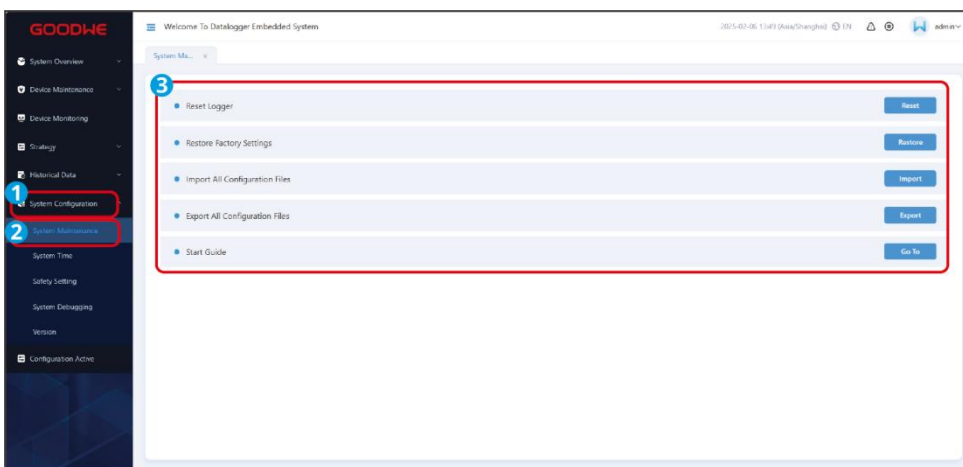 GOODWE
Welcome To Datalogger Embedded System
2025-02-06 13:49 (Asia/Shanghai)
EN
admin
System Overview
Device Maintenance
Device Monitoring
Strategy
Historical Data
1
System Configuration
2
System Maintenance
System Time
Safety Setting
System Debugging
Version
Configuration Active
System Ma...
×
3
Reset Logger
Reset
Restore Factory Settings
Restore
Import All Configuration Files
Import
Export All Configuration Files
Export
Start Guide
Go To